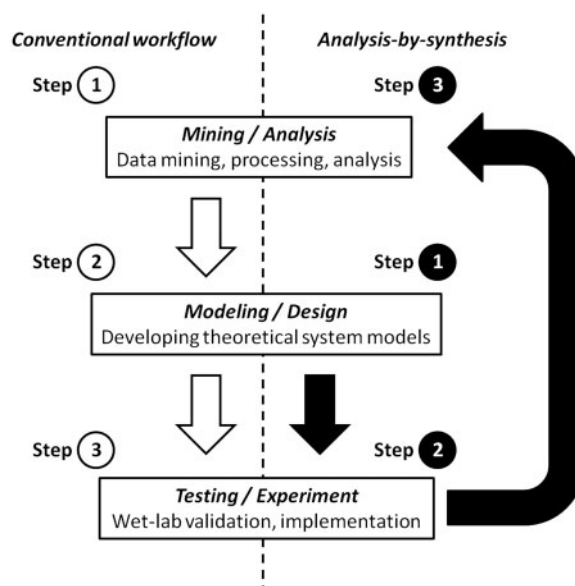 Conventional workflow
Analysis-by-synthesis
Step 1
Step 3
Mining / Analysis
Data mining, processing, analysis
Step 2
Step 1
Modeling / Design
Developing theoretical system models
Step 3
Step 2
Testing / Experiment
Wet-lab validation, implementation